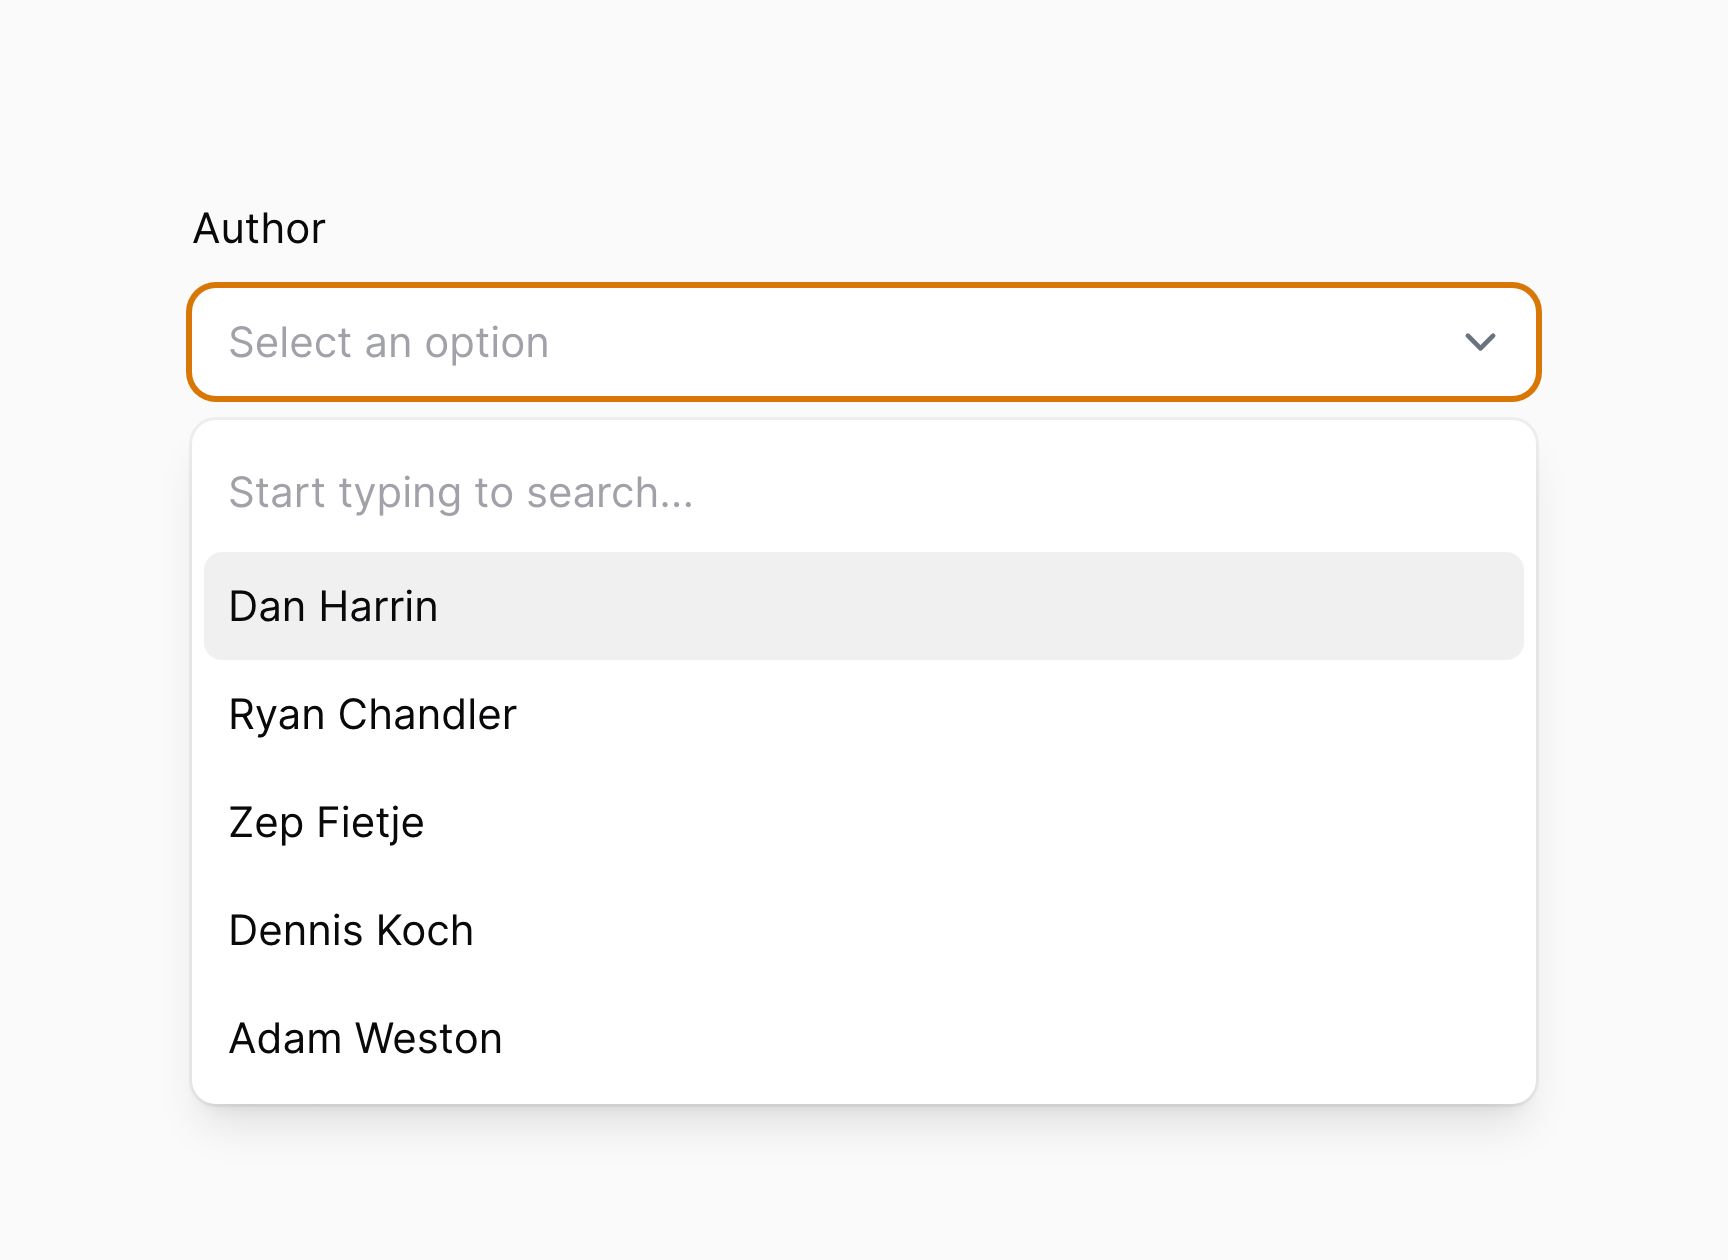 Author
Select an option
Start typing to search...
Dan Harrin
Ryan Chandler
Zep Fietje
Dennis Koch
Adam Weston